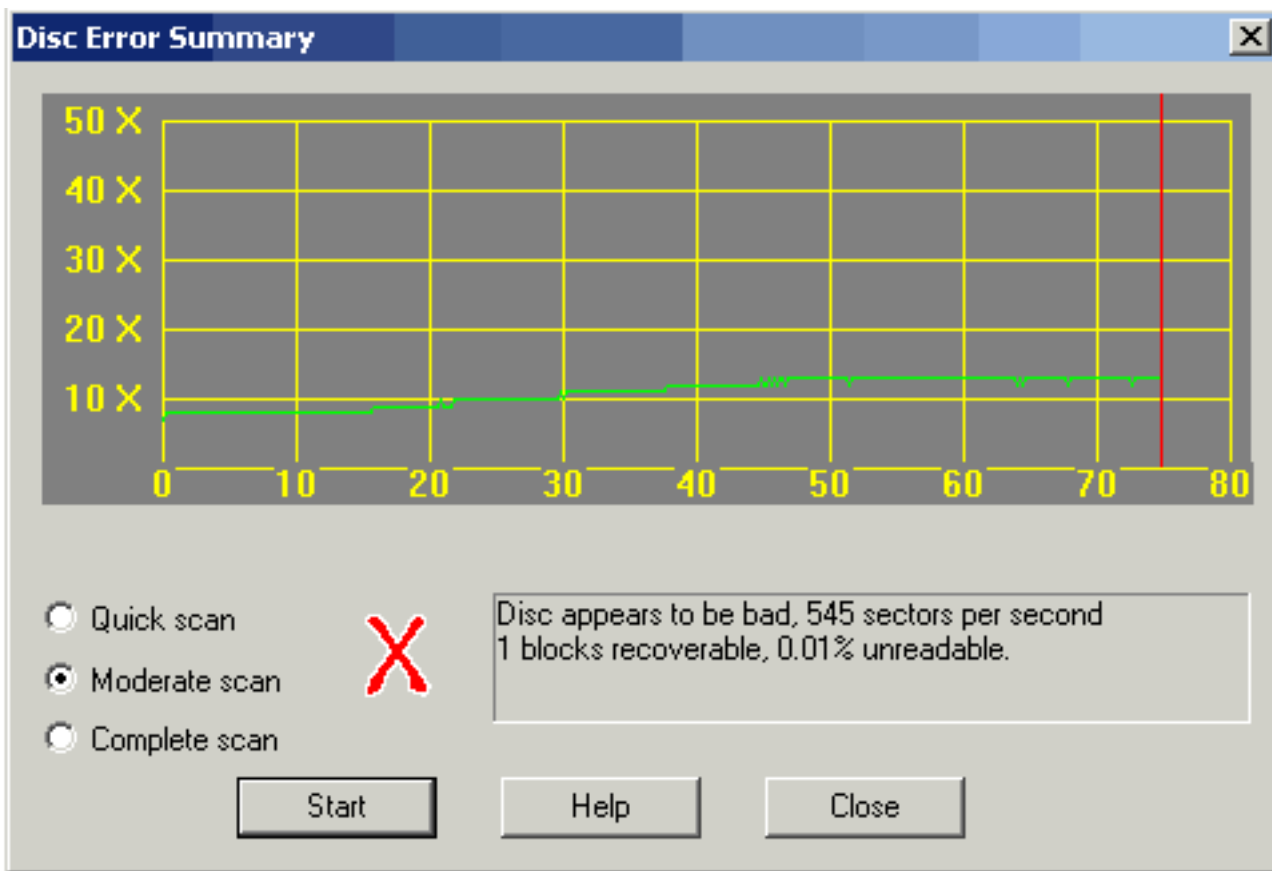 Disc Error Summary
50 X
40 X
30 X
20 X
10 X
0 10 20 30 40 50 60 70 80
Quick scan
Moderate scan
Complete scan
Disc appears to be bad, 545 sectors per second
1 blocks recoverable, 0.01% unreadable.
Start Help Close